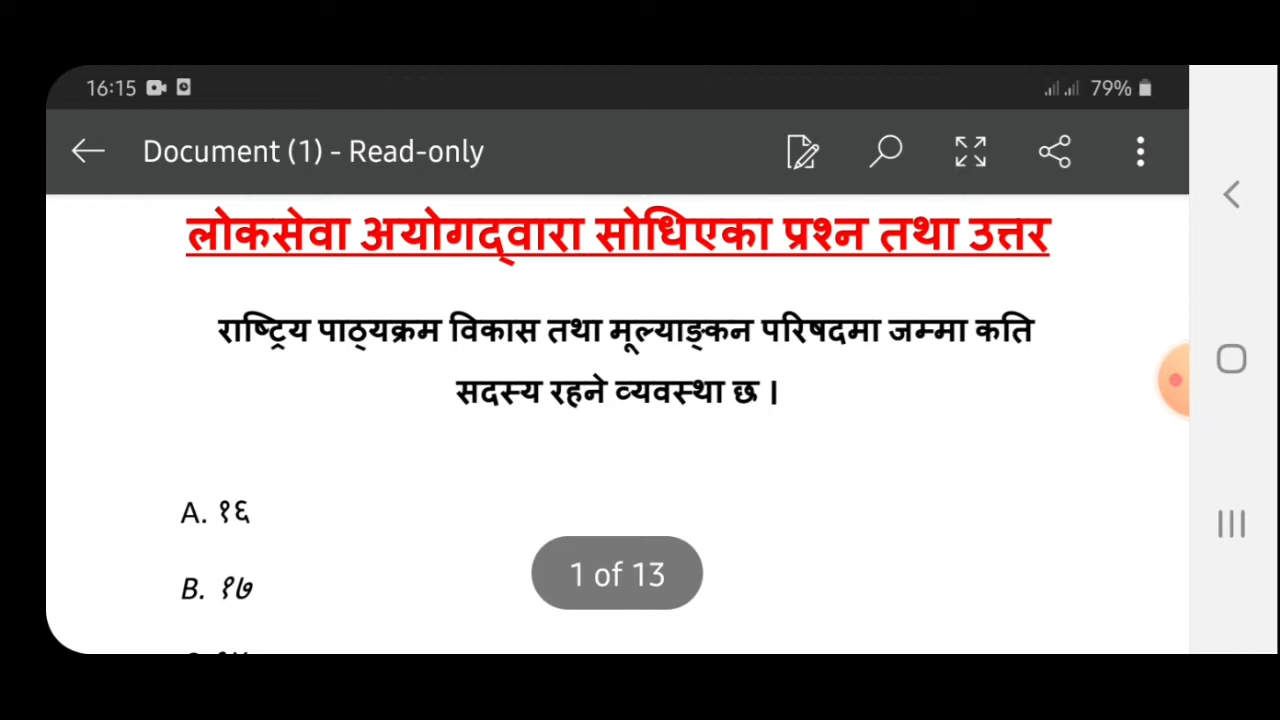 16:15
79%
Document (1) - Read-only
लोकसेवा अयोगद्वारा सोधिएका प्रश्न तथा उत्तर
राष्ट्रिय पाठ्यक्रम विकास तथा मूल्याङ्कन परिषदमा जम्मा कति
सदस्य रहने व्यवस्था छ ।
A. १६
B. १७
1 of 13